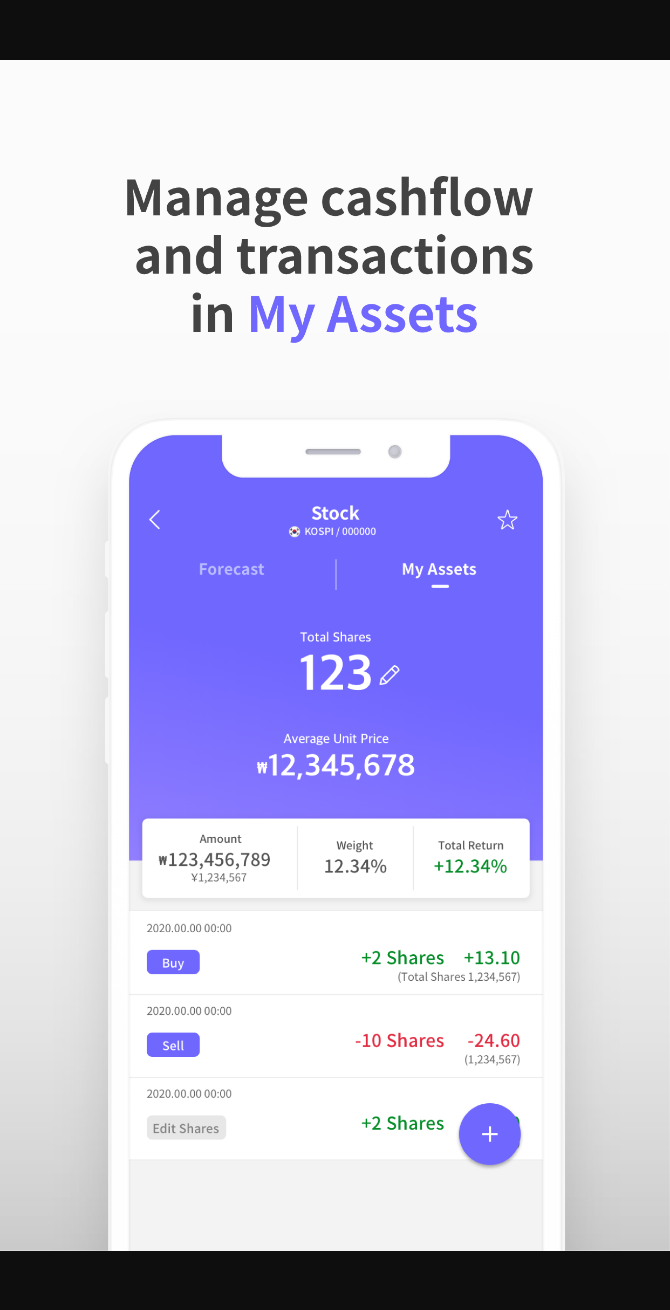 Manage cashflow
and transactions
in My Assets
Stock
KOSPI / 000000
Forecast
My Assets
Total Shares
123
Average Unit Price
₩12,345,678
Amount
₩123,456,789
¥1,234,567
Weight
12.34%
Total Return
+12.34%
2020.00.00 00:00
Buy
+2 Shares +13.10
(Total Shares 1,234,567)
2020.00.00 00:00
Sell
-10 Shares -24.60
(1,234,567)
2020.00.00 00:00
Edit Shares
+2 Shares
+